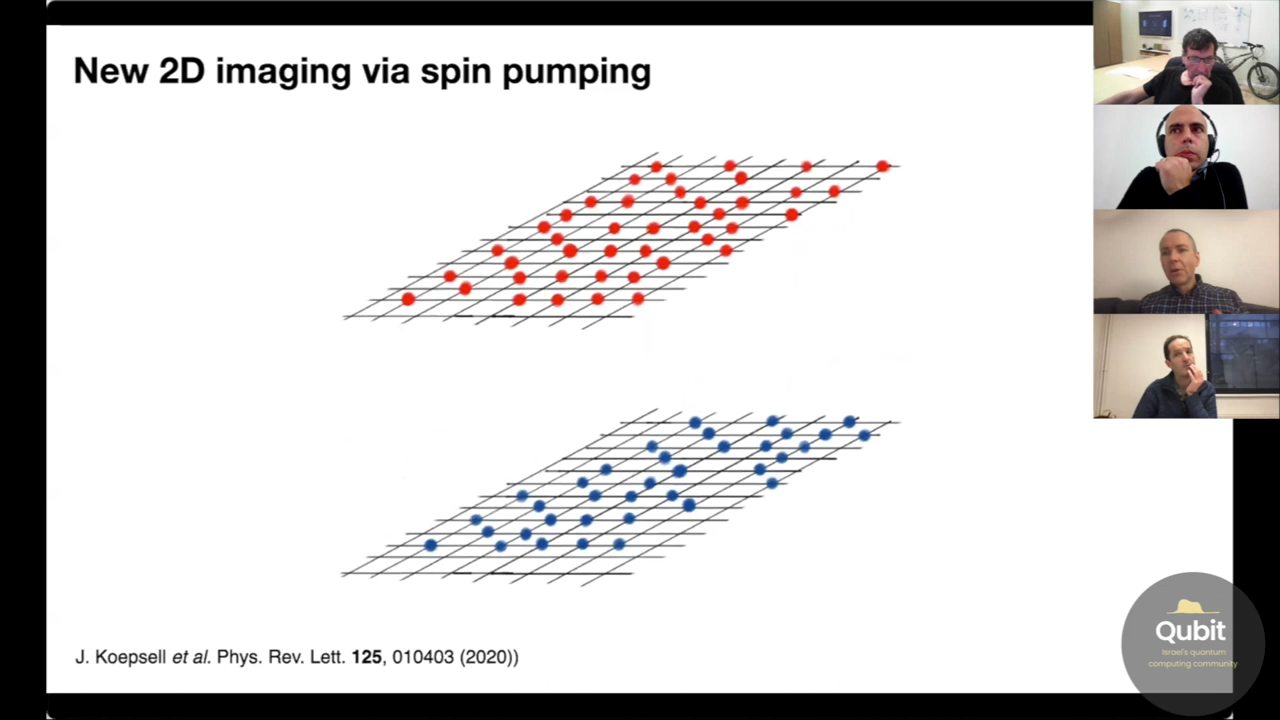 New 2D imaging via spin pumping
J. Koepsell et al. Phys. Rev. Lett. 125, 010403 (2020))
Qubit
Israel's quantum
computing community